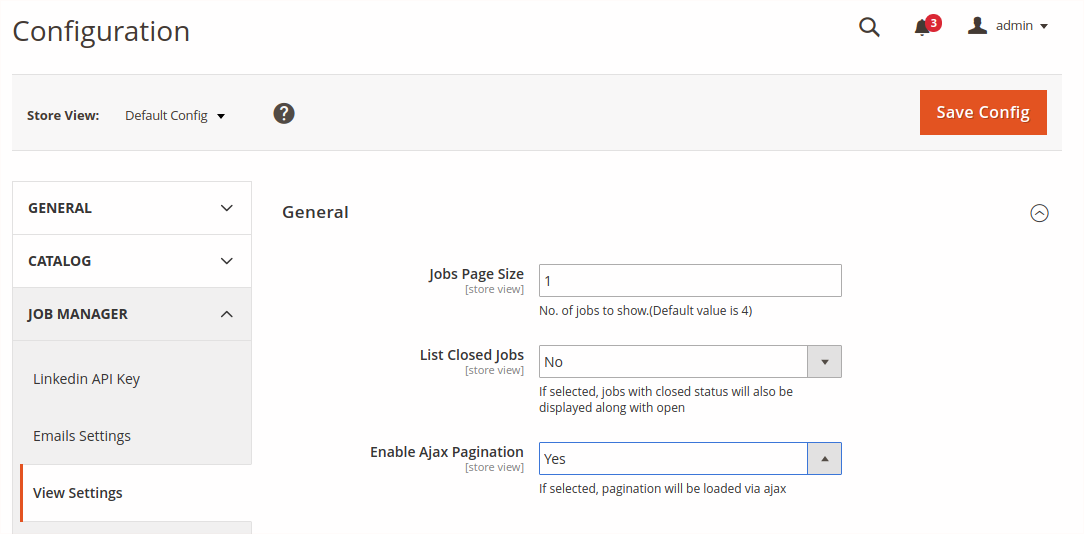 Configuration
3
admin
Store View: Default Config ?
Save Config
GENERAL
CATALOG
JOB MANAGER
Linkedin API Key
Emails Settings
View Settings
General
Jobs Page Size
[store view]
1
No. of jobs to show.(Default value is 4)
List Closed Jobs
[store view]
No
If selected, jobs with closed status will also be
displayed along with open
Enable Ajax Pagination
[store view]
Yes
If selected, pagination will be loaded via ajax